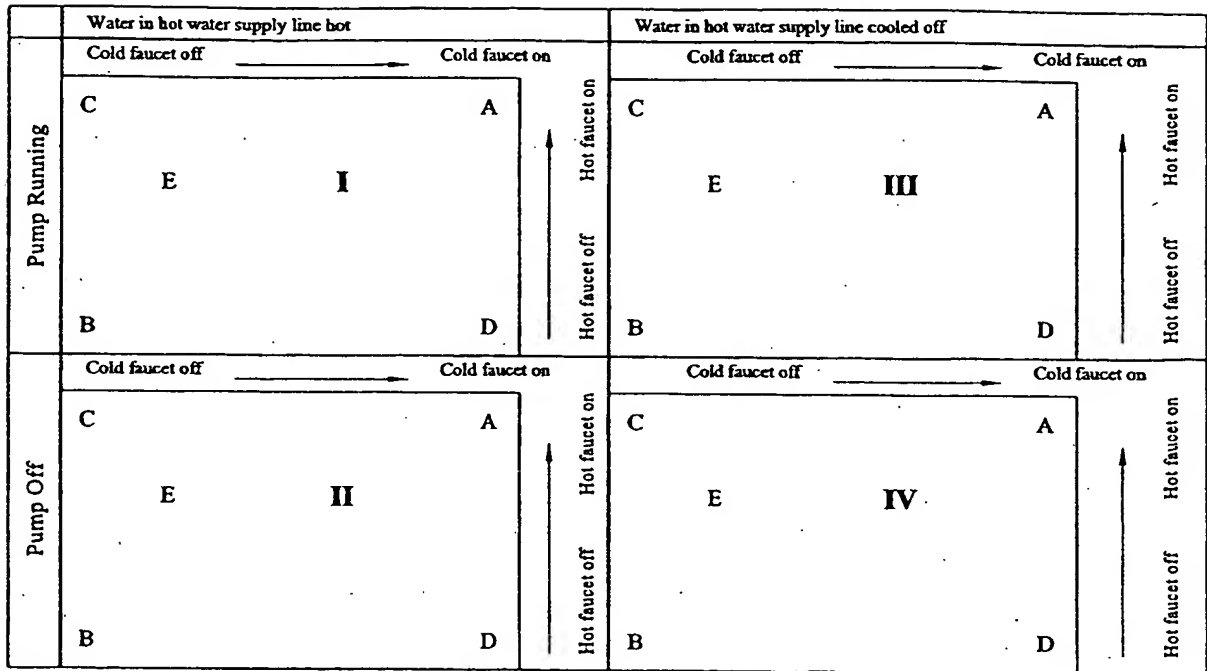 Water in hot water supply line hot
Water in hot water supply line cooled off
Pump Running
Cold faucet off
Cold faucet on
C
A
E
I
B
D
Hot faucet off
Hot faucet on
Cold faucet off
Cold faucet on
C
A
E
III
B
D
Hot faucet off
Hot faucet on
Pump Off
Cold faucet off
Cold faucet on
C
A
E
II
B
D
Hot faucet off
Hot faucet on
Cold faucet off
Cold faucet on
C
A
E
IV
B
D
Hot faucet off
Hot faucet on